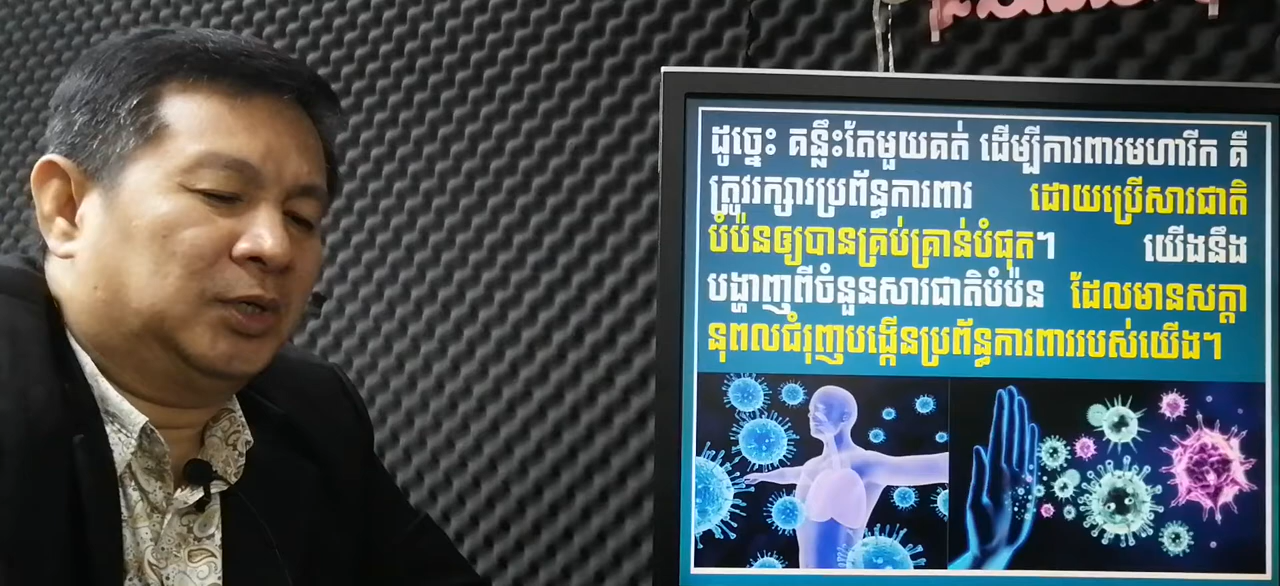 ដូច្នេះ គន្លឹះតែមួយគត់ ដើម្បីការពារមហារីក គឺ
ត្រូវរក្សារប្រព័ន្ធការពារ ដោយប្រើសារជាតិ
បំប៉នឲ្យបានគ្រប់គ្រាន់បំផុត។ យើងនឹង
បង្ហាញពីចំនួនសារជាតិបំប៉ន ដែលមានសក្តា
នុពលជំរុញបង្កើនប្រព័ន្ធការពាររបស់យើង។